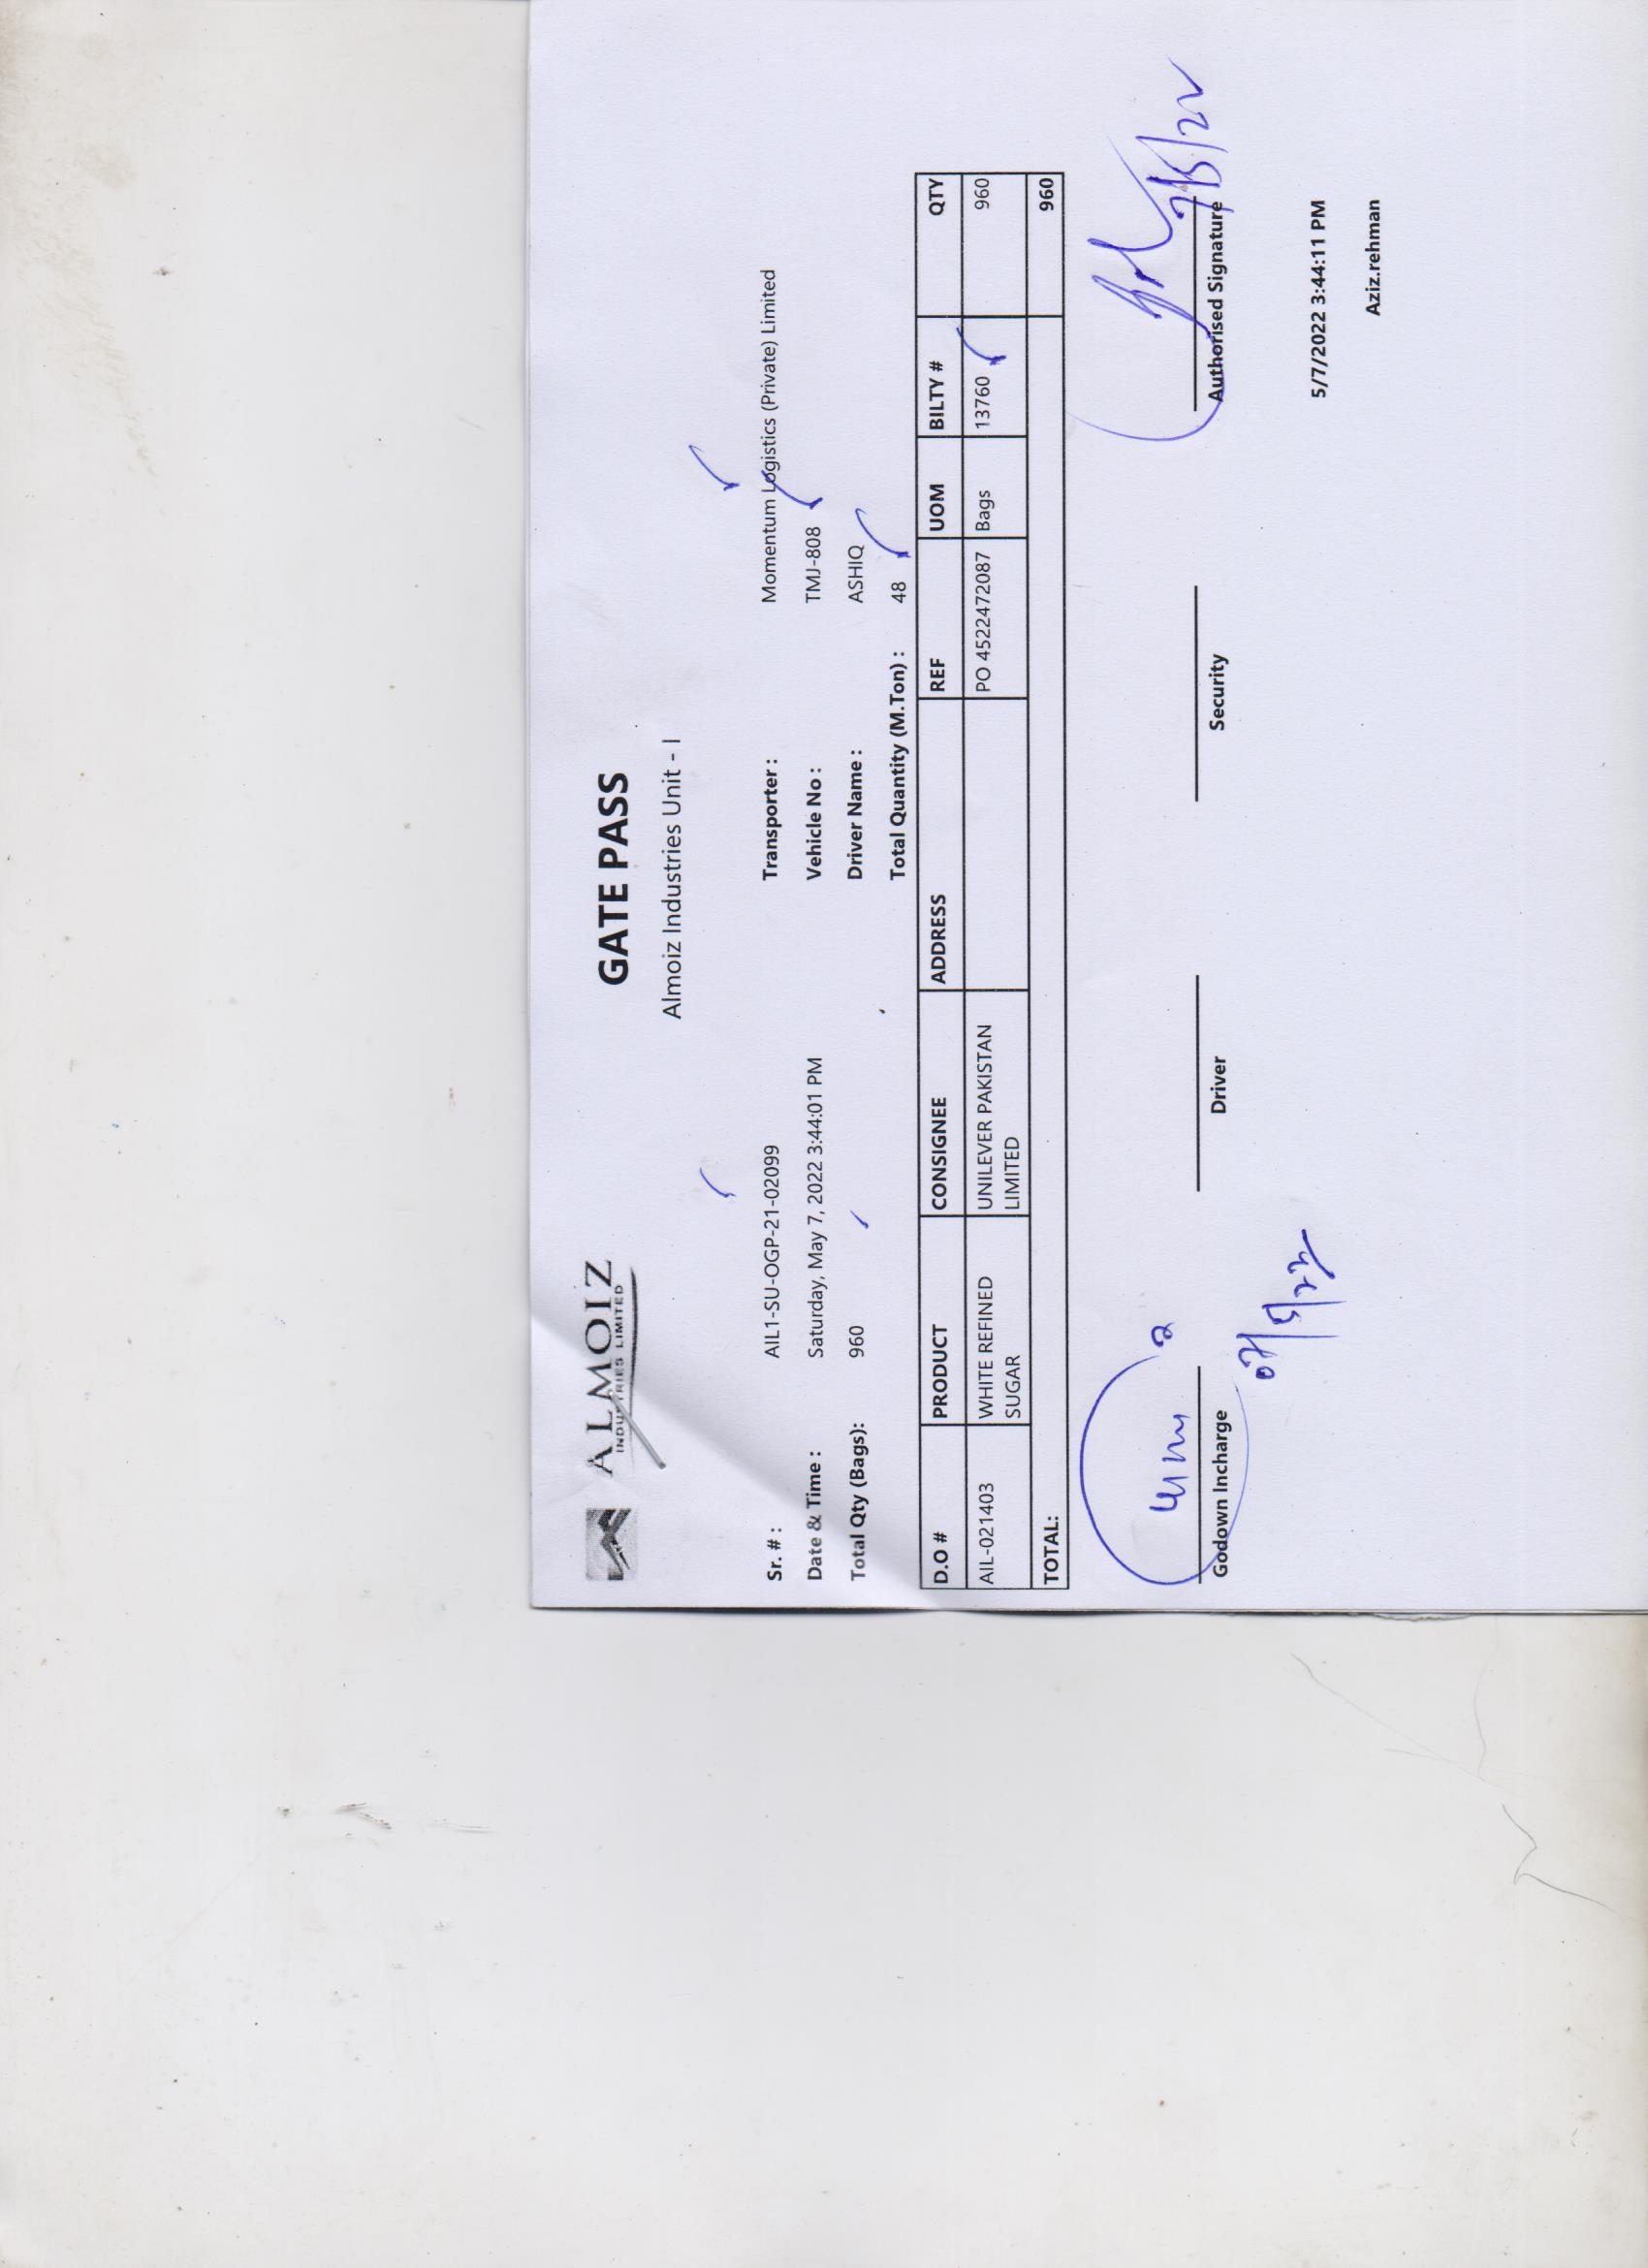 ALMOIZ
INDUSTRIES LIMITED
GATE PASS
Almoiz Industries Unit - I
Sr. # : AIL1-SU-OGP-21-02099 Transporter : Momentum Logistics (Private) Limited
Date & Time : Saturday, May 7, 2022 3:44:01 PM Vehicle No : TMJ-808
Total Qty (Bags): 960 Driver Name : ASHIQ
Total Quantity (M.Ton) : 48
D.O # PRODUCT CONSIGNEE ADDRESS REF UOM BILTY # QTY
AIL-021403 WHITE REFINED UNILEVER PAKISTAN PO 4522472087 Bags 13760 960
SUGAR LIMITED
TOTAL: 960
7/5/22
Godown Incharge Driver Security Authorised Signature
07/5/22
5/7/2022 3:44:11 PM
Aziz.rehman